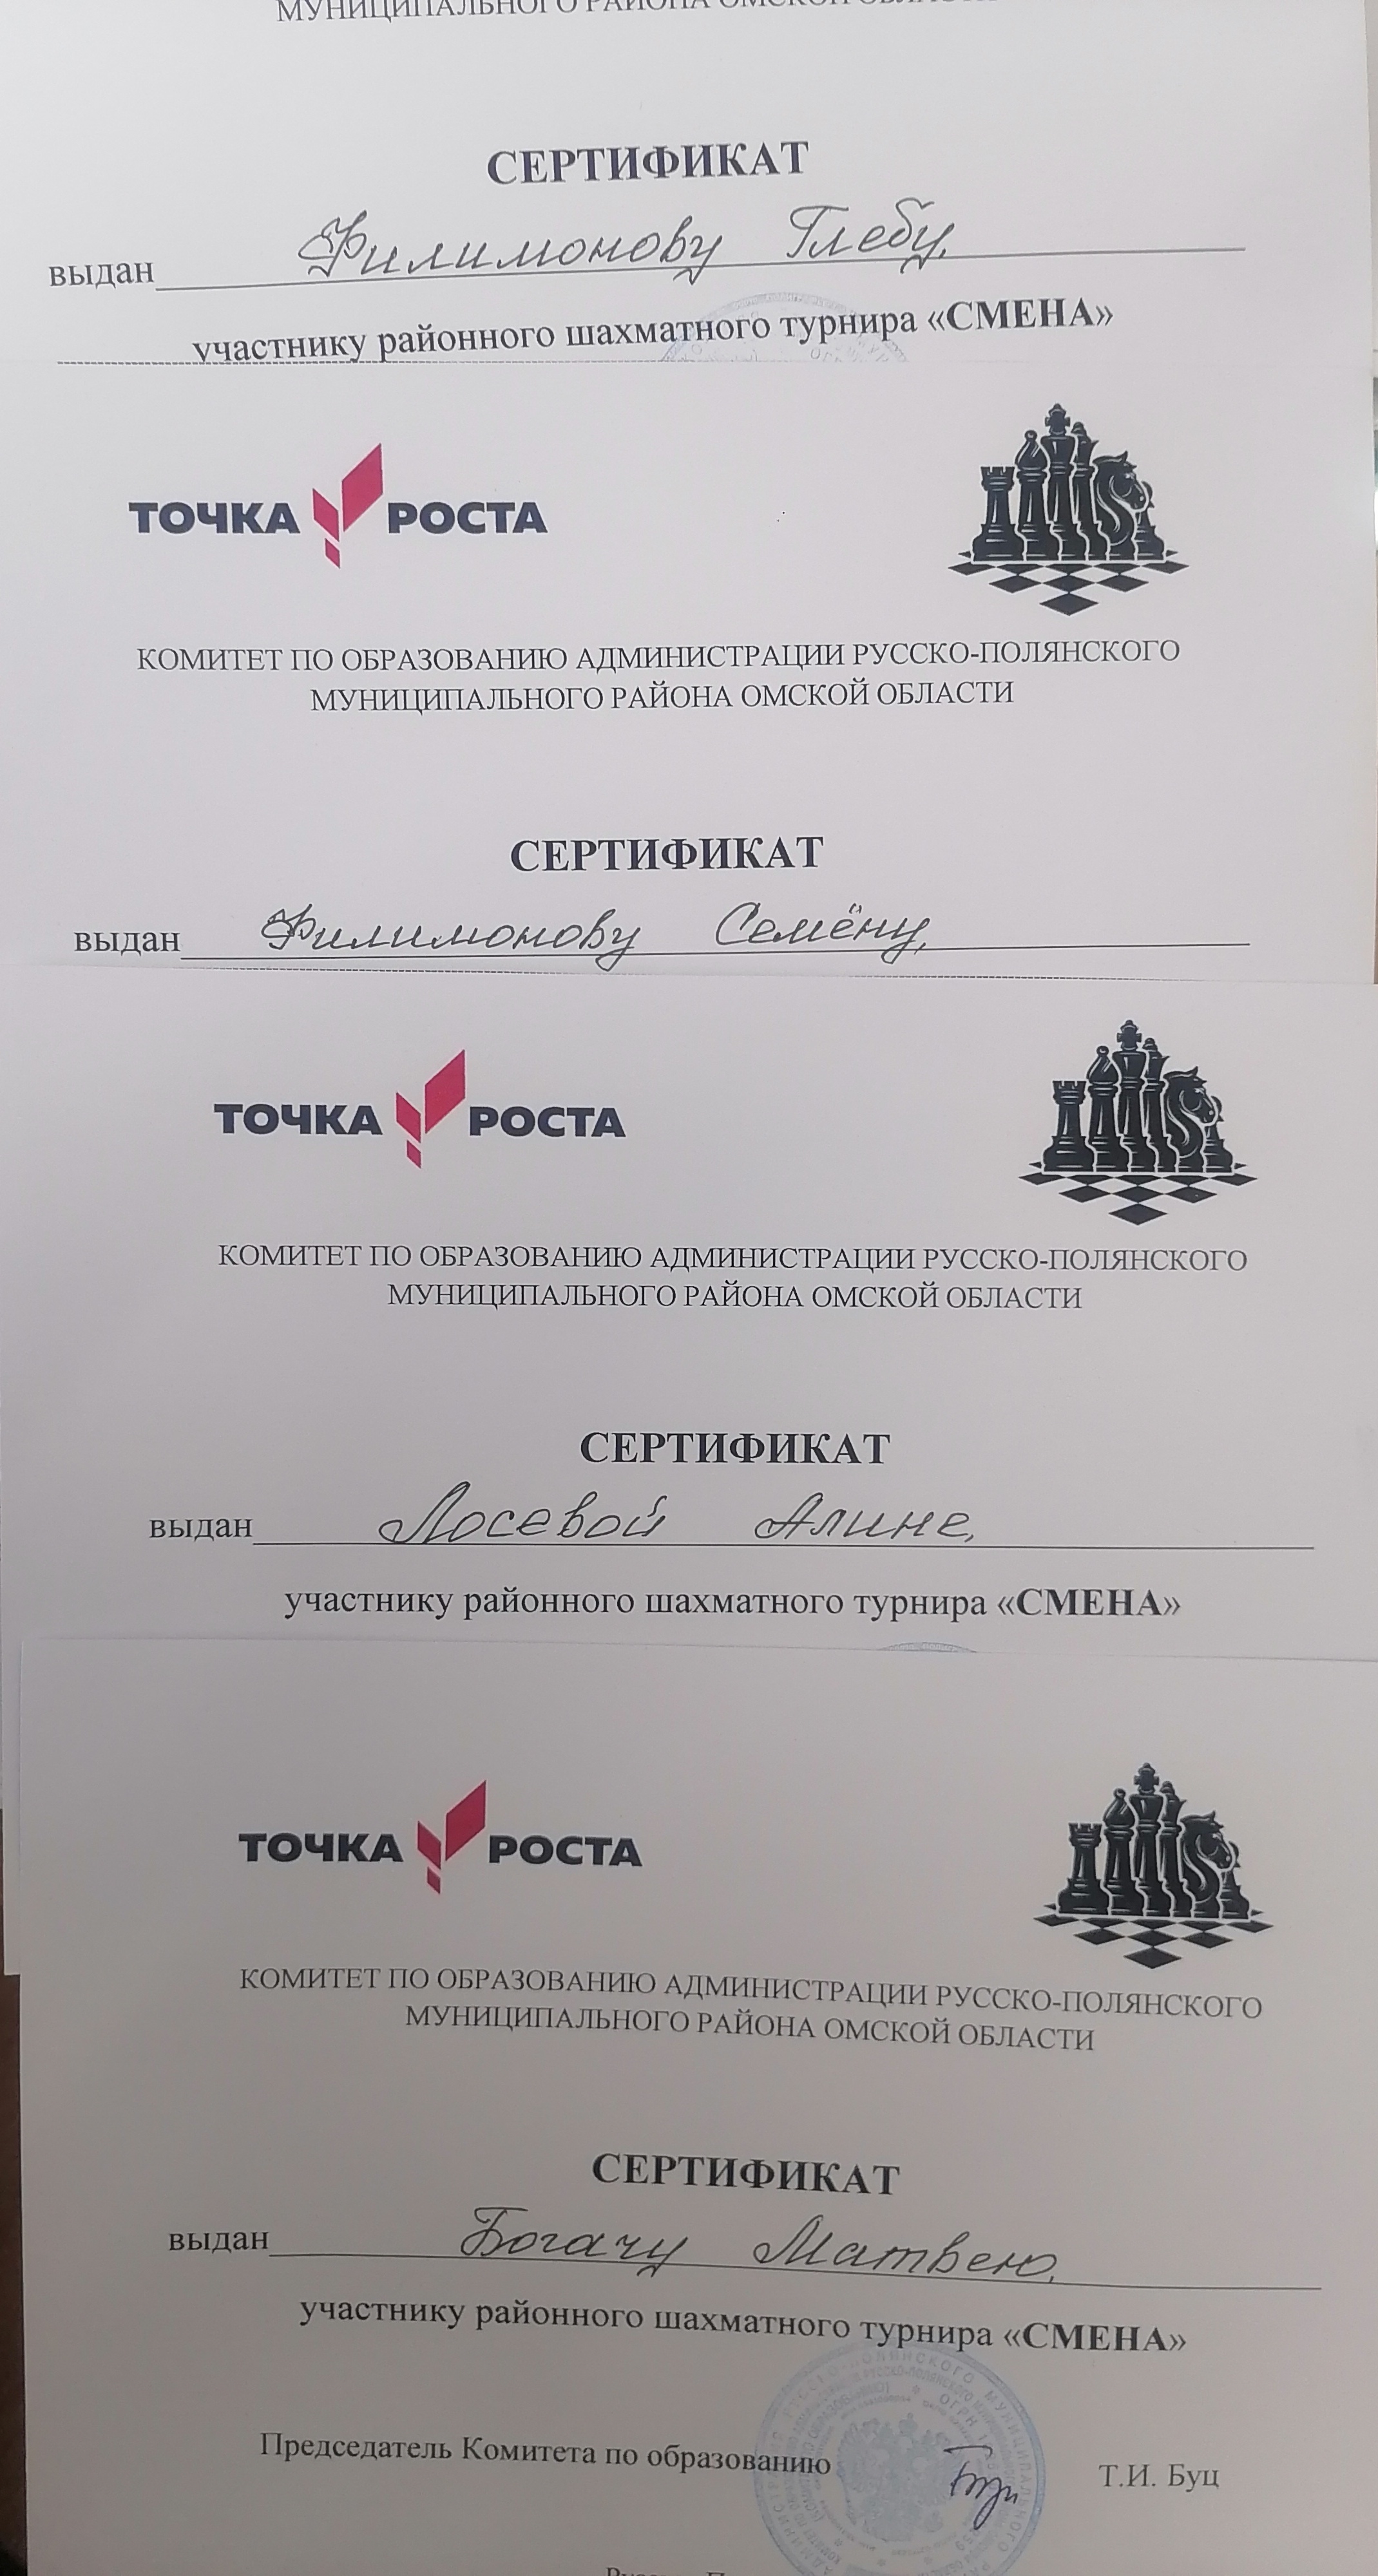 МУНИЦИПАЛЬНОГО РАЙОНА ОМСКОЙ ОБЛАСТИ
СЕРТИФИКАТ
выдан Филимонову Глебу,
участнику районного шахматного турнира «СМЕНА»
ТОЧКА РОСТА
КОМИТЕТ ПО ОБРАЗОВАНИЮ АДМИНИСТРАЦИИ РУССКО-ПОЛЯНСКОГО
МУНИЦИПАЛЬНОГО РАЙОНА ОМСКОЙ ОБЛАСТИ
СЕРТИФИКАТ
выдан Филимонову Семёну,
ТОЧКА РОСТА
КОМИТЕТ ПО ОБРАЗОВАНИЮ АДМИНИСТРАЦИИ РУССКО-ПОЛЯНСКОГО
МУНИЦИПАЛЬНОГО РАЙОНА ОМСКОЙ ОБЛАСТИ
СЕРТИФИКАТ
выдан Лосевой Алине,
участнику районного шахматного турнира «СМЕНА»
ТОЧКА РОСТА
КОМИТЕТ ПО ОБРАЗОВАНИЮ АДМИНИСТРАЦИИ РУССКО-ПОЛЯНСКОГО
МУНИЦИПАЛЬНОГО РАЙОНА ОМСКОЙ ОБЛАСТИ
СЕРТИФИКАТ
выдан Богачу Матвею,
участнику районного шахматного турнира «СМЕНА»
Председатель Комитета по образованию Т.И. Буц